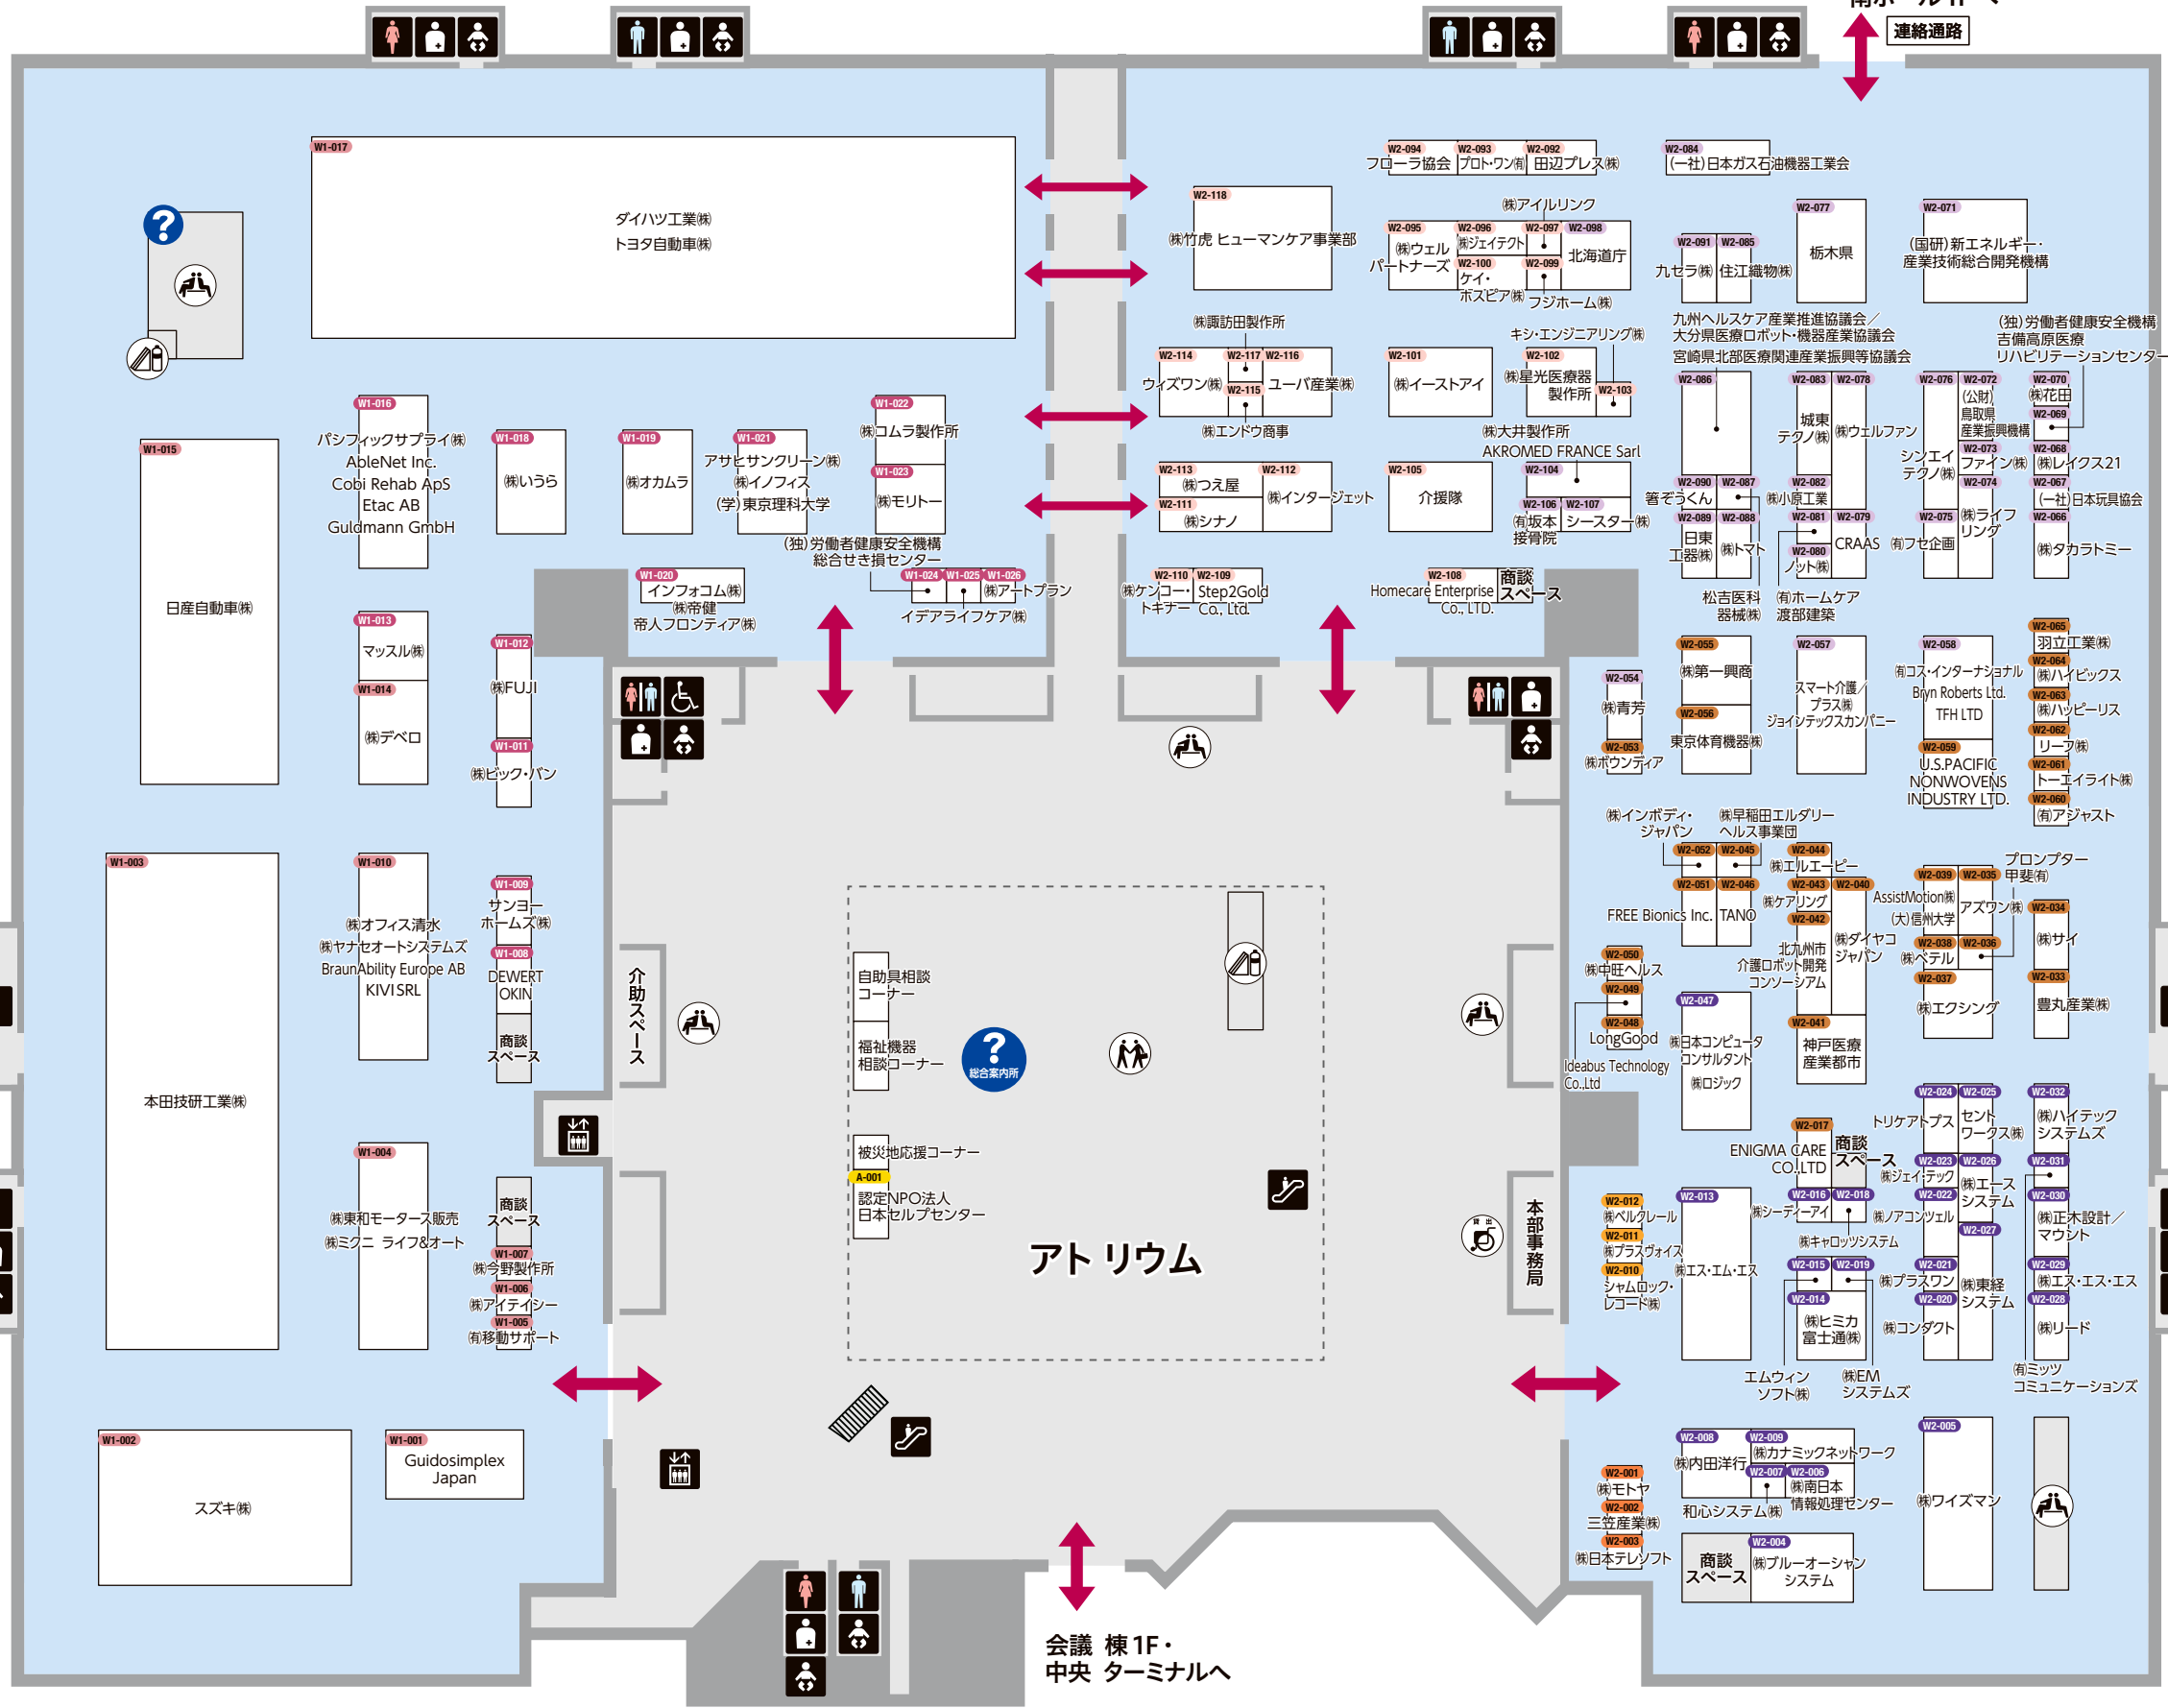 南ホール1Fへ
連絡通路
W1-017
ダイハツ工業㈱
トヨタ自動車㈱
?
W1-016
パシフィックサプライ㈱
AbleNet Inc.
Cobi Rehab ApS
Etac AB
Guldmann GmbH
W1-015
日産自動車㈱
W1-018
㈱いうら
W1-019
㈱オカムラ
W1-021
アサヒサンクリーン㈱
㈱イノフィス
(学)東京理科大学
W1-022
㈱コムラ製作所
W1-023
㈱モリトー
(独)労働者健康安全機構
総合せき損センター
W1-020
インフォコム㈱
㈱帝健
帝人フロンティア㈱
W1-024
W1-025
W1-026
㈱アートプラン
イデアライフケア㈱
W1-013
マッスル㈱
W1-014
㈱デベロ
W1-012
㈱FUJI
W1-011
㈱ビック・バン
W1-003
本田技研工業㈱
W1-010
㈱オフィス清水
㈱ヤナセオートシステムズ
BraunAbility Europe AB
KIVI SRL
W1-009
サンヨー
ホームズ㈱
W1-008
DEWERT
OKIN
商談
スペース
W1-004
㈱東和モータース販売
㈱ミクニ ライフ&オート
商談
スペース
W1-007
㈱今野製作所
W1-006
㈱アイテイシー
W1-005
㈲移動サポート
W1-002
スズキ㈱
W1-001
Guidosimplex
Japan
介助スペース
自助具相談
コーナー
福祉機器
相談コーナー
?
総合案内所
被災地応援コーナー
A-001
認定NPO法人
日本セルプセンター
アトリウム
貸出
本部事務局
会議棟1F・
中央ターミナルへ
W2-094
フローラ協会
W2-093
プロト・ワン㈲
W2-092
田辺プレス㈱
W2-084
(一社)日本ガス石油機器工業会
W2-118
㈱竹虎 ヒューマンケア事業部
㈱アイルリンク
W2-095
㈱ウェル
パートナーズ
W2-096
㈱ジェイテクト
W2-097
W2-098
北海道庁
W2-100
ケイ・
ホスピア㈱
W2-099
フジホーム㈱
W2-091
九セラ㈱
W2-085
住江織物㈱
W2-077
栃木県
W2-071
(国研)新エネルギー・
産業技術総合開発機構
㈱諏訪田製作所
W2-114
ウィズワン㈱
W2-117
W2-116
ユーバ産業㈱
W2-115
㈱エンドウ商事
W2-101
㈱イーストアイ
キシ・エンジニアリング㈱
W2-102
㈱星光医療器
製作所
W2-103
九州ヘルスケア産業推進協議会/
大分県医療ロボット・機器産業協議会
宮崎県北部医療関連産業振興等協議会
(独)労働者健康安全機構
吉備高原医療
リハビリテーションセンター
W2-086
W2-083
城東
テクノ㈱
W2-078
㈱ウェルファン
W2-076
シンエイ
テクノ㈱
W2-072
(公財)
鳥取県
産業振興機構
W2-070
㈱花田
W2-069
W2-073
ファイン㈱
W2-068
㈱レイクス21
W2-113
㈱つえ屋
W2-112
㈱インタージェット
W2-111
㈱シナノ
W2-105
介援隊
㈱大井製作所
AKROMED FRANCE Sarl
W2-104
W2-106
㈲坂本
接骨院
W2-107
シースター㈱
W2-090
箸ぞうくん
W2-087
W2-082
㈱小原工業
W2-074
㈱ライフ
リング
W2-067
(一社)日本玩具協会
W2-089
日東
工器㈱
W2-088
㈱トマト
W2-081
W2-079
CRAAS
W2-080
ノット㈱
W2-075
㈲フセ企画
W2-066
㈱タカラトミー
松吉医科
器械㈱
㈲ホームケア
渡部建築
W2-110
㈱ケンコー・
トキナー
W2-109
Step2Gold
Co., Ltd.
W2-108
Homecare Enterprise
Co., LTD.
商談
スペース
W2-054
㈱青芳
W2-053
㈱ボウンディア
W2-055
㈱第一興商
W2-056
東京体育機器㈱
W2-057
スマート介護/
プラス㈱
ジョインテックスカンパニー
W2-058
㈲コス・インターナショナル
Bryn Roberts Ltd.
TFH LTD
W2-059
U.S.PACIFIC
NONWOVENS
INDUSTRY LTD.
W2-065
羽立工業㈱
W2-064
㈱ハイビックス
W2-063
㈱ハッピーリス
W2-062
リーフ㈱
W2-061
トーエイライト㈱
W2-060
㈲アジャスト
㈱インボディ・
ジャパン
㈱早稲田エルダリー
ヘルス事業団
W2-052
W2-045
W2-051
FREE Bionics Inc.
W2-046
TANO
W2-044
㈱エルエーピー
W2-043
㈱ケアリング
W2-040
㈱ダイヤコ
ジャパン
W2-042
北九州市
介護ロボット開発
コンソーシアム
W2-041
神戸医療
産業都市
プロンプター
甲斐㈲
W2-039
AssistMotion㈱
(大)信州大学
W2-035
アズワン㈱
W2-038
㈱ベテル
W2-036
W2-037
㈱エクシング
W2-034
㈱サイ
W2-033
豊丸産業㈱
W2-050
㈱中旺ヘルス
W2-049
W2-048
LongGood
Ideabus Technology
Co.,Ltd
W2-047
㈱日本コンピュータ
コンサルタント
㈱ロジック
W2-017
ENIGMA CARE
CO.,LTD
商談
スペース
W2-016
㈱シーディーアイ
W2-018
㈱キャロッツシステム
W2-024
トリケアトプス
W2-025
セント
ワークス㈱
W2-023
㈱ジェイ・テック
W2-026
㈱エース
システム
W2-022
㈱ノアコンツェル
W2-027
㈱東経
システム
W2-021
㈱プラスワン
W2-020
㈱コンダクト
W2-032
㈱ハイテック
システムズ
W2-031
W2-030
㈱正木設計/
マウント
W2-029
㈱エス・エス・エス
W2-028
㈱リード
㈲ミッツ
コミュニケーションズ
W2-012
㈱ベルクレール
W2-011
㈱プラスヴォイス
W2-010
シャムロック・
レコード㈱
W2-013
㈱エス・エム・エス
W2-015
W2-019
W2-014
㈱ヒミカ
富士通㈱
エムウィン
ソフト㈱
㈱EM
システムズ
W2-001
㈱モトヤ
W2-002
三笠産業㈱
W2-003
㈱日本テレソフト
W2-008
㈱内田洋行
W2-009
㈱カナミックネットワーク
W2-007
和心システム㈱
W2-006
㈱南日本
情報処理センター
商談
スペース
W2-004
㈱ブルーオーシャン
システム
W2-005
㈱ワイズマン